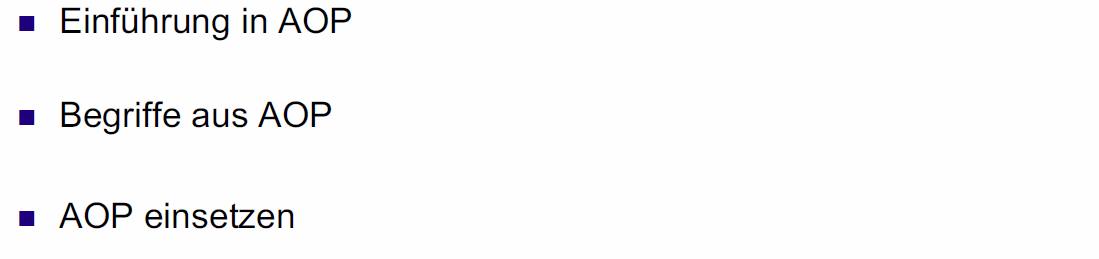 Einführung in AOP
Begriffe aus AOP
AOP einsetzen